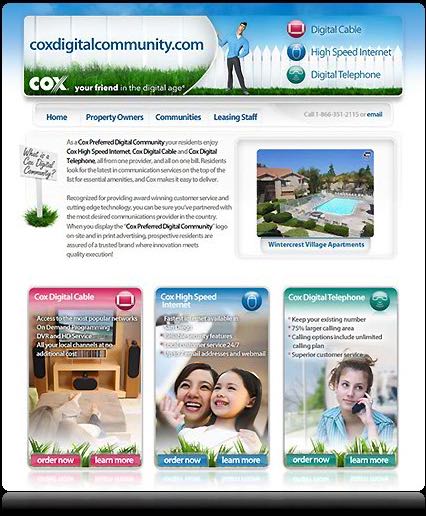 coxdigitalcommunity.com
Digital Cable
High Speed Internet
Digital Telephone
COX® your friend in the digital age®
Home
Property Owners
Communities
Leasing Staff
Call 1-866-351-2115 or email
What is a
Cox Digital
Community?
As a Cox Preferred Digital Community your residents enjoy
Cox High Speed Internet, Cox Digital Cable and Cox Digital
Telephone, all from one provider, and all on one bill. Residents
look for the latest in communication services on the top of the
list for essential amenities, and Cox makes it easy to deliver.
Recognized for providing award winning customer service and
cutting edge technology, you can be sure you're partnered with
the most desired communications provider in the country.
When you display the "Cox Preferred Digital Community" logo
on-site and in print advertising, prospective residents are
assured of a trusted brand where innovation meets
quality execution!
Wintercrest Village Apartments
Cox Digital Cable
Access to the most popular networks
On Demand Programming
DVR and HD Service
All your local channels at no
additional cost
order now
learn more
Cox High Speed
Internet
Fastest internet available in
San Diego
security features
customer service 24/7
email addresses and webmail
order now
learn more
Cox Digital Telephone
* Keep your existing number
* 75% larger calling area
* Calling options include unlimited
calling plan
* Superior customer service
order now
learn more